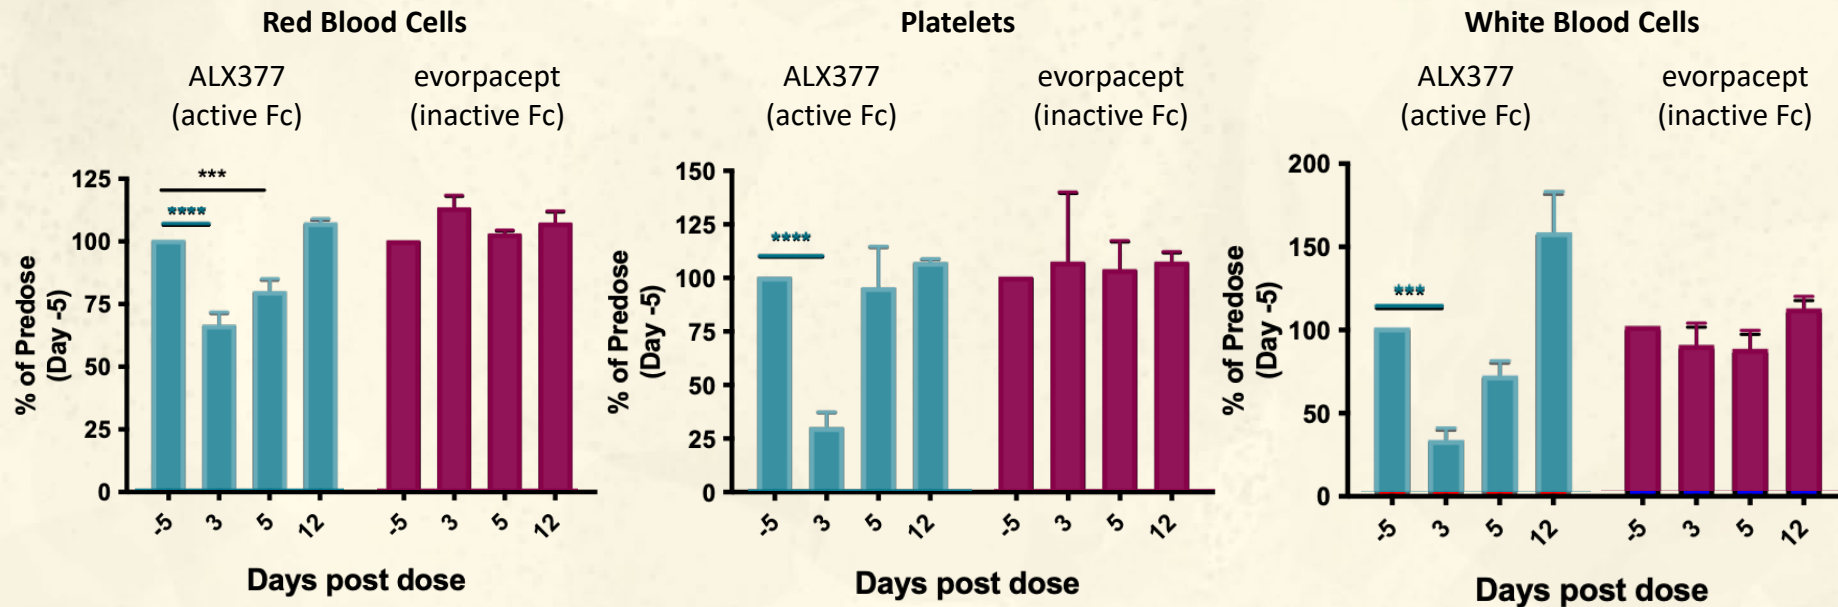 Red Blood Cells
ALX377
(active Fc)
evorpacept
(inactive Fc)
% of Predose
(Day -5)
125
100
75
50
25
0
***
****
-5 3 5 12 -5 3 5 12
Days post dose
Platelets
ALX377
(active Fc)
evorpacept
(inactive Fc)
% of Predose
(Day -5)
150
125
100
75
50
25
0
****
-5 3 5 12 -5 3 5 12
Days post dose
White Blood Cells
ALX377
(active Fc)
evorpacept
(inactive Fc)
% of Predose
(Day -5)
200
150
100
50
0
***
-5 3 5 12 -5 3 5 12
Days post dose